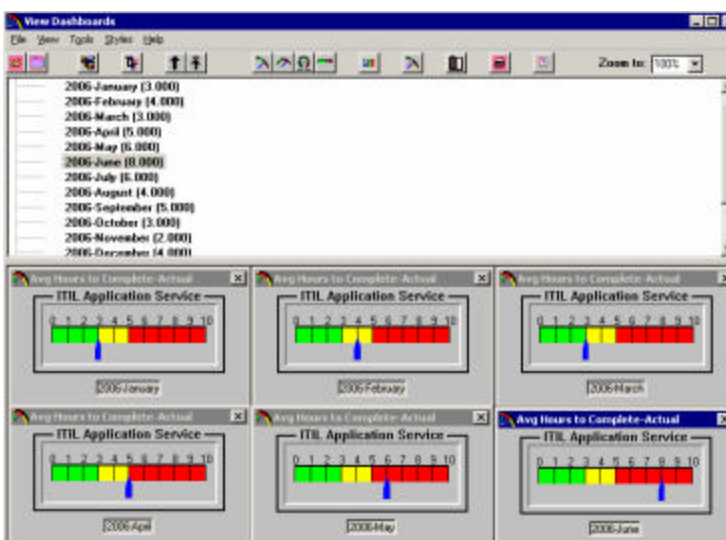 View Dashboards
File View Tools Styles Help
Zoom to: 100%
2006-January (3.000)
2006-February (4.000)
2006-March (3.000)
2006-April (5.000)
2006-May (6.000)
2006-June (8.000)
2006-July (6.000)
2006-August (4.000)
2006-September (5.000)
2006-October (3.000)
2006-November (2.000)
2006-December (4.000)
Avg Hours to Complete-Actual
ITIL Application Service
0 1 2 3 4 5 6 7 8 9 10
2006-January
Avg Hours to Complete-Actual
ITIL Application Service
0 1 2 3 4 5 6 7 8 9 10
2006-February
Avg Hours to Complete-Actual
ITIL Application Service
0 1 2 3 4 5 6 7 8 9 10
2006-March
Avg Hours to Complete-Actual
ITIL Application Service
0 1 2 3 4 5 6 7 8 9 10
2006-April
Avg Hours to Complete-Actual
ITIL Application Service
0 1 2 3 4 5 6 7 8 9 10
2006-May
Avg Hours to Complete-Actual
ITIL Application Service
0 1 2 3 4 5 6 7 8 9 10
2006-June